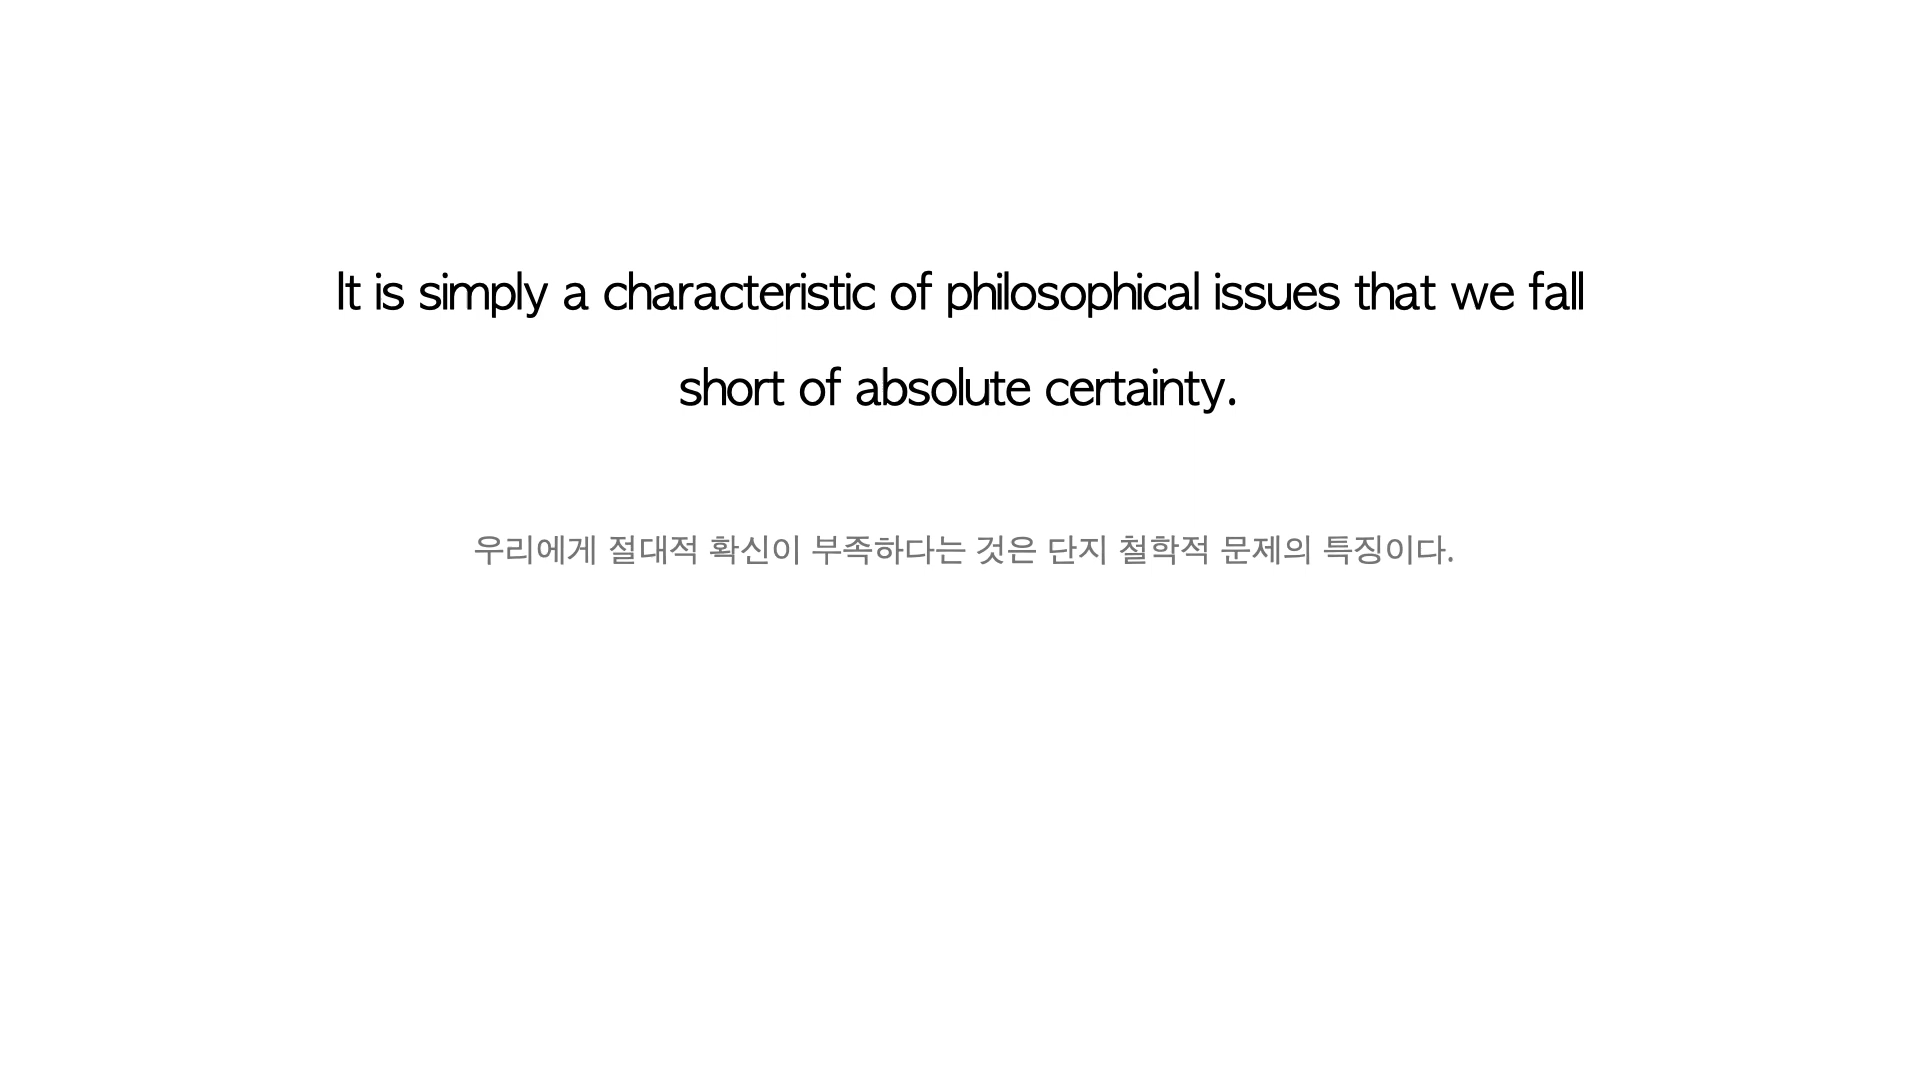 It is simply a characteristic of philosophical issues that we fall
short of absolute certainty.
우리에게 절대적 확신이 부족하다는 것은 단지 철학적 문제의 특징이다.